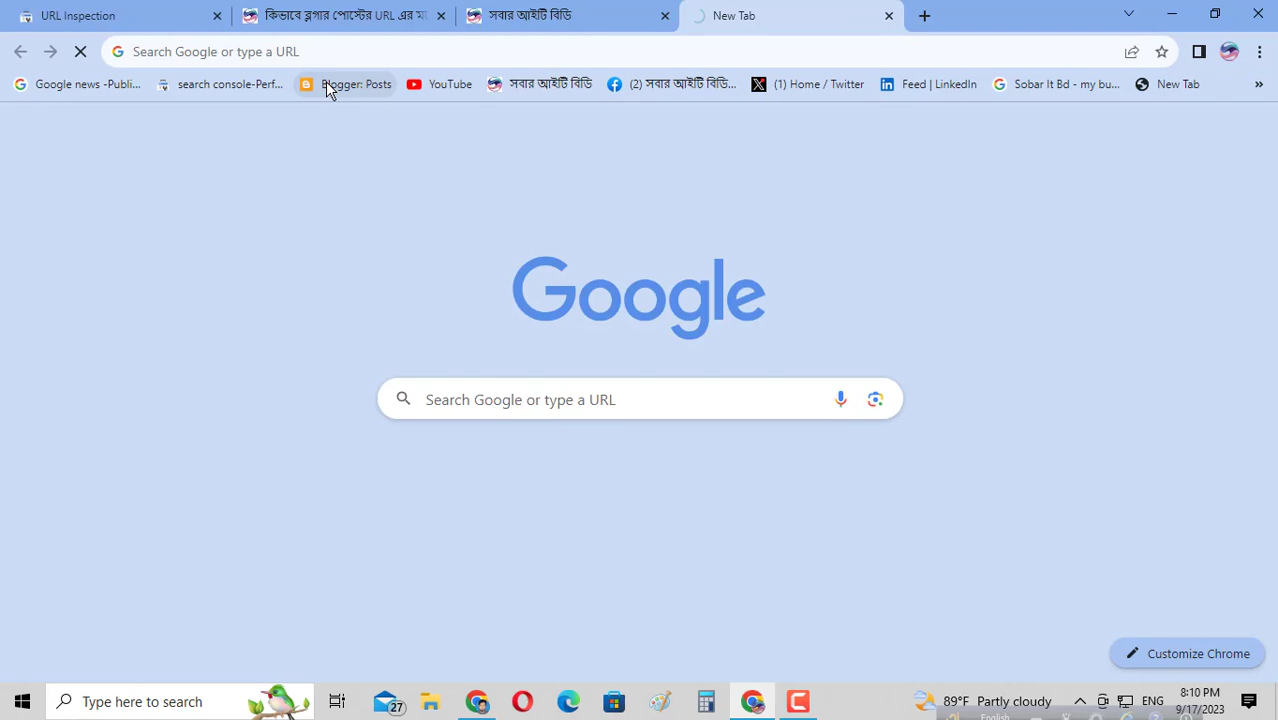 URL Inspection
কিভাবে ব্লগার পোস্টের URL এর ম
সবার আইটি বিডি
New Tab
Search Google or type a URL
Google news -Publi...
search console-Perf...
Blogger: Posts
YouTube
সবার আইটি বিডি
(2) সবার আইটি বিডি...
(1) Home / Twitter
Feed | LinkedIn
Sobar It Bd - my bu...
New Tab
»
Google
Search Google or type a URL
Customize Chrome
Type here to search
27
89°F Partly cloudy
ENG
8:10 PM
9/17/2023
English